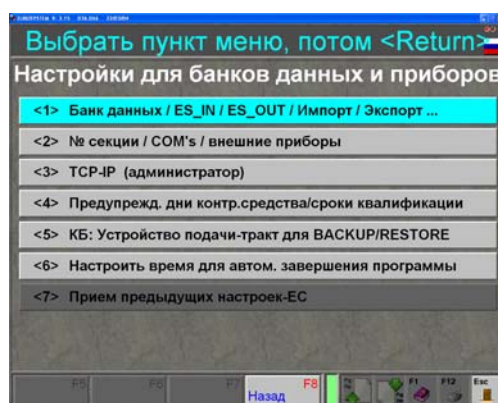 Выбрать пункт меню, потом <Return>
Настройки для банков данных и приборов
<1> Банк данных / ES_IN / ES_OUT / Импорт / Экспорт ...
<2> № секции / COM's / внешние приборы
<3> TCP-IP (администратор)
<4> Предупрежд. дни контр.средства/сроки квалификации
<5> КБ: Устройство подачи-тракт для BACKUP/RESTORE
<6> Настроить время для автом. завершения программы
<7> Прием предыдущих настроек-ЕС
F5 F6 F7 F8 F1 F12 Esc
Назад